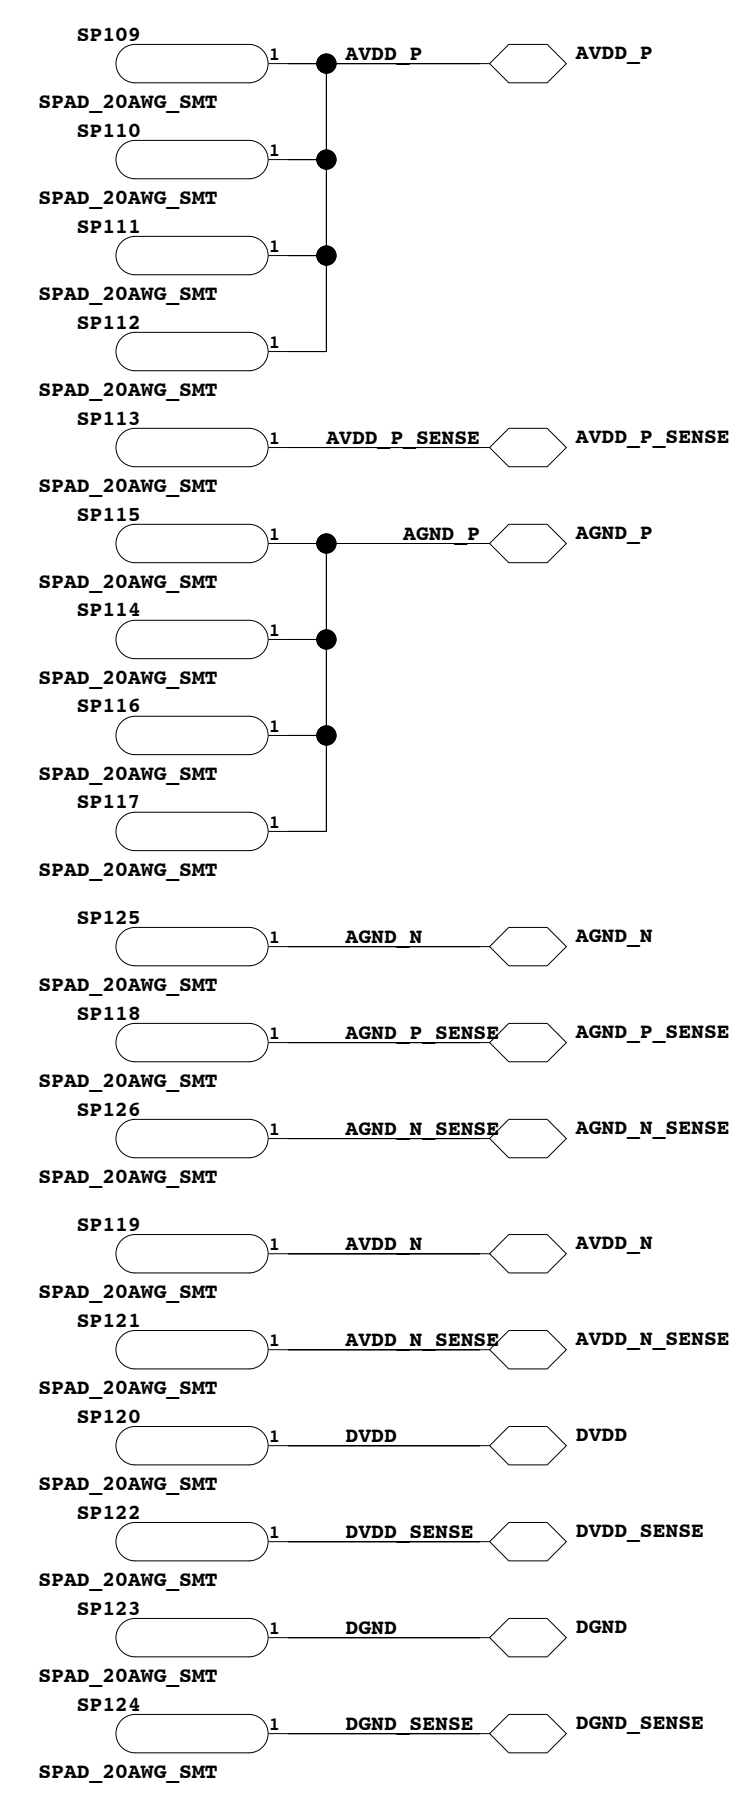 SP109
1 AVDD_P AVDD_P
SPAD_20AWG_SMT
SP110
1
SPAD_20AWG_SMT
SP111
1
SPAD_20AWG_SMT
SP112
1
SPAD_20AWG_SMT
SP113
1 AVDD_P_SENSE AVDD_P_SENSE
SPAD_20AWG_SMT
SP115
1 AGND_P AGND_P
SPAD_20AWG_SMT
SP114
1
SPAD_20AWG_SMT
SP116
1
SPAD_20AWG_SMT
SP117
1
SPAD_20AWG_SMT
SP125
1 AGND_N AGND_N
SPAD_20AWG_SMT
SP118
1 AGND_P_SENSE AGND_P_SENSE
SPAD_20AWG_SMT
SP126
1 AGND_N_SENSE AGND_N_SENSE
SPAD_20AWG_SMT
SP119
1 AVDD_N AVDD_N
SPAD_20AWG_SMT
SP121
1 AVDD_N_SENSE AVDD_N_SENSE
SPAD_20AWG_SMT
SP120
1 DVDD DVDD
SPAD_20AWG_SMT
SP122
1 DVDD_SENSE DVDD_SENSE
SPAD_20AWG_SMT
SP123
1 DGND DGND
SPAD_20AWG_SMT
SP124
1 DGND_SENSE DGND_SENSE
SPAD_20AWG_SMT